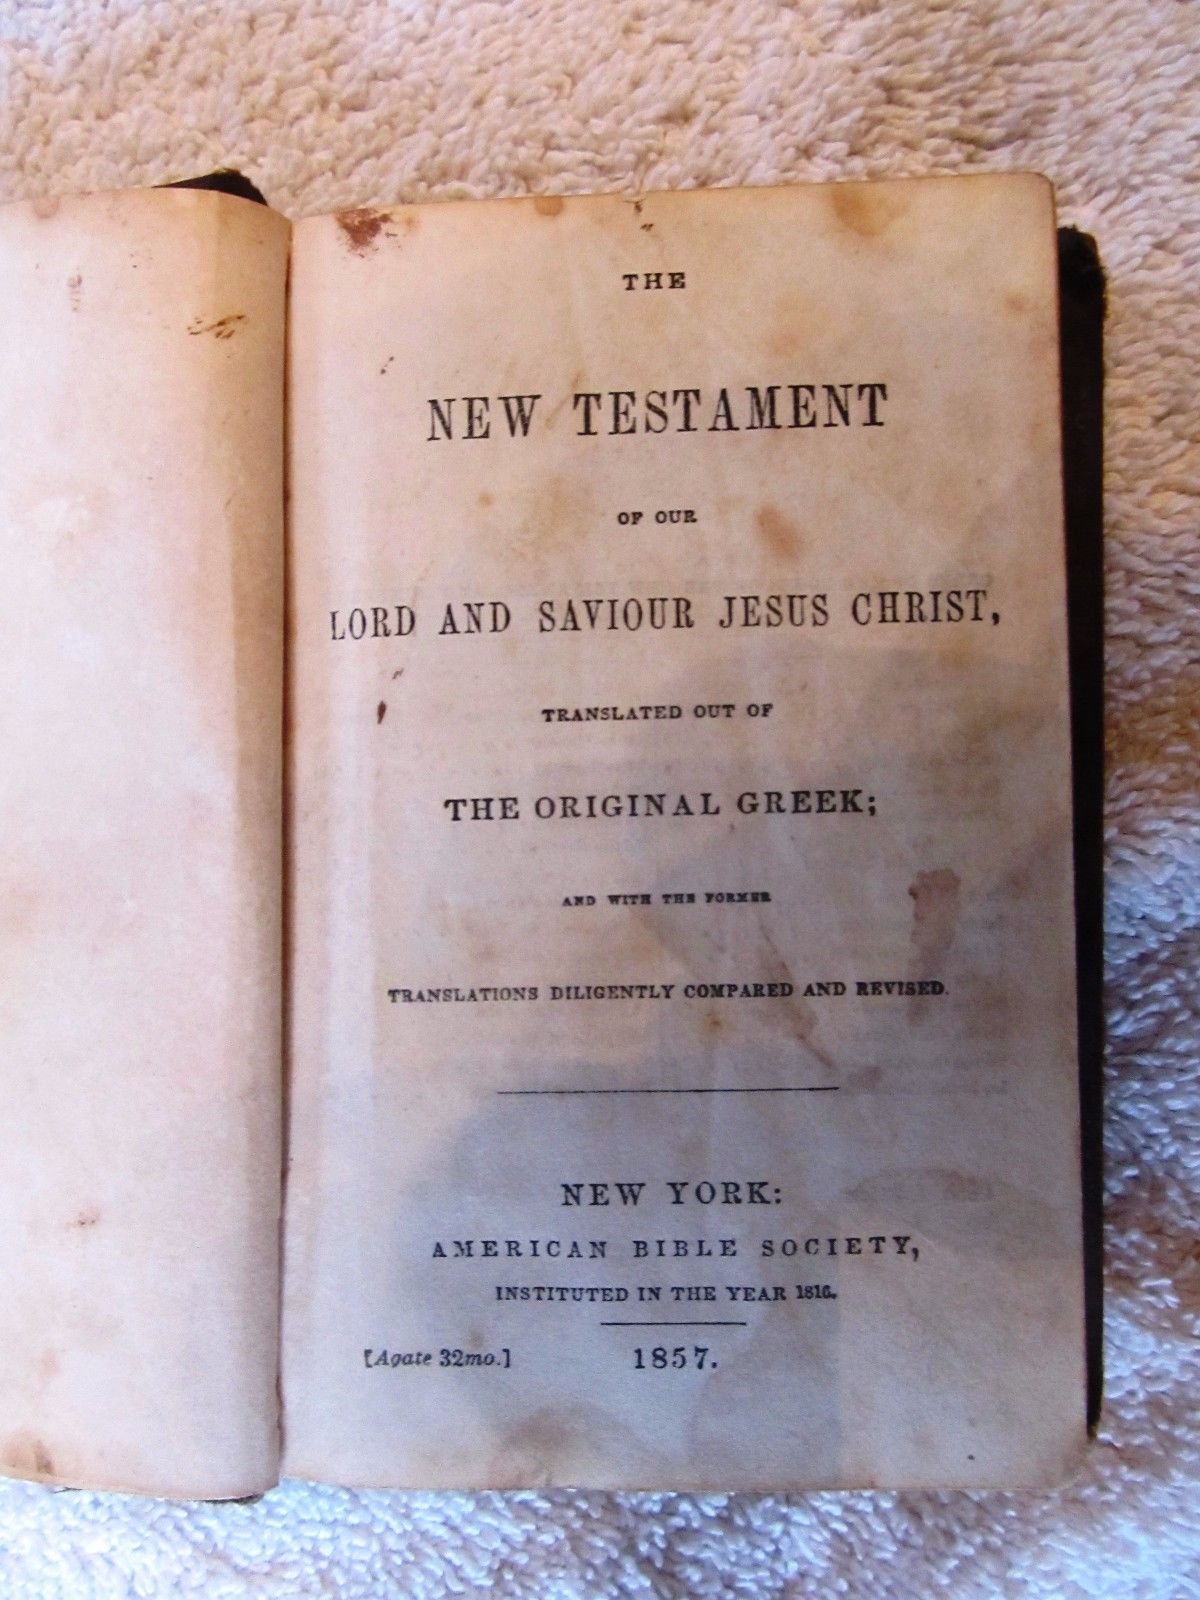 THE
NEW TESTAMENT
OF OUR
LORD AND SAVIOUR JESUS CHRIST,
TRANSLATED OUT OF
THE ORIGINAL GREEK;
AND WITH THE FORMER
TRANSLATIONS DILIGENTLY COMPARED AND REVISED.
NEW YORK:
AMERICAN BIBLE SOCIETY,
INSTITUTED IN THE YEAR 1816.
[Agate 32mo.] 1857.